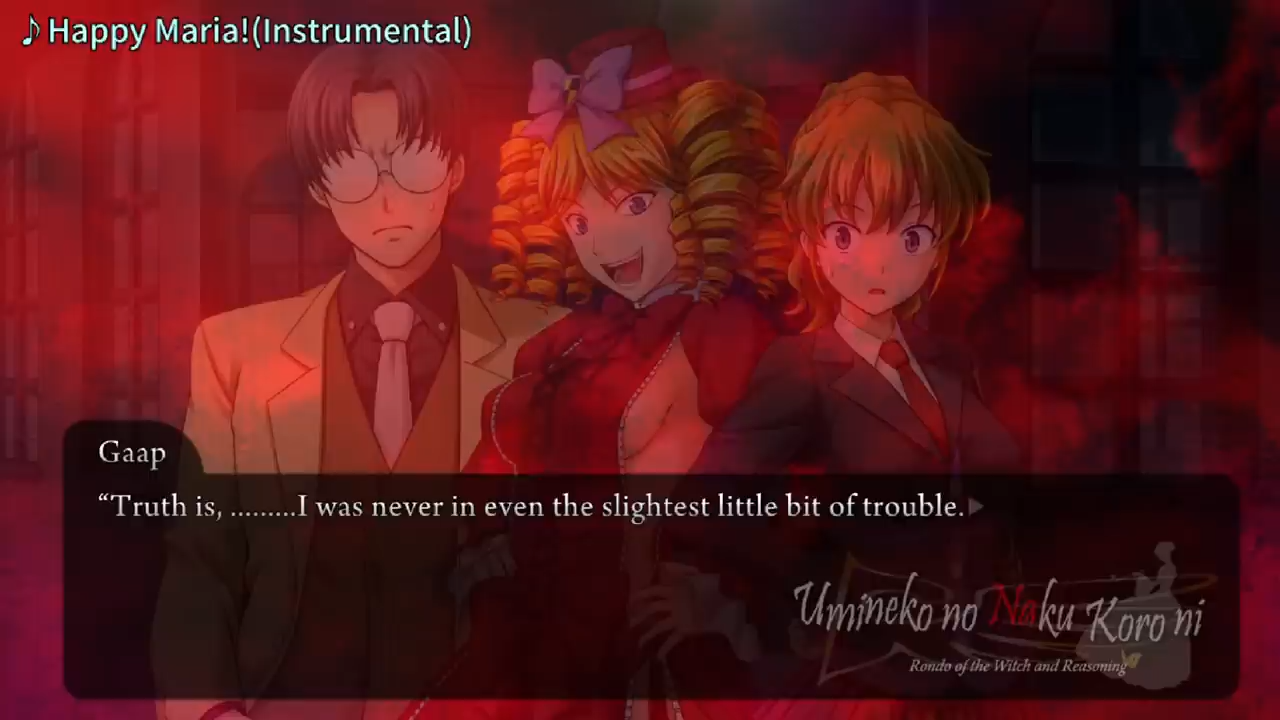 ♪Happy Maria!(Instrumental)
Gaap
“Truth is, .........I was never in even the slightest little bit of trouble.
Umineko no Naku Koro ni
Rondo of the Witch and Reasoning